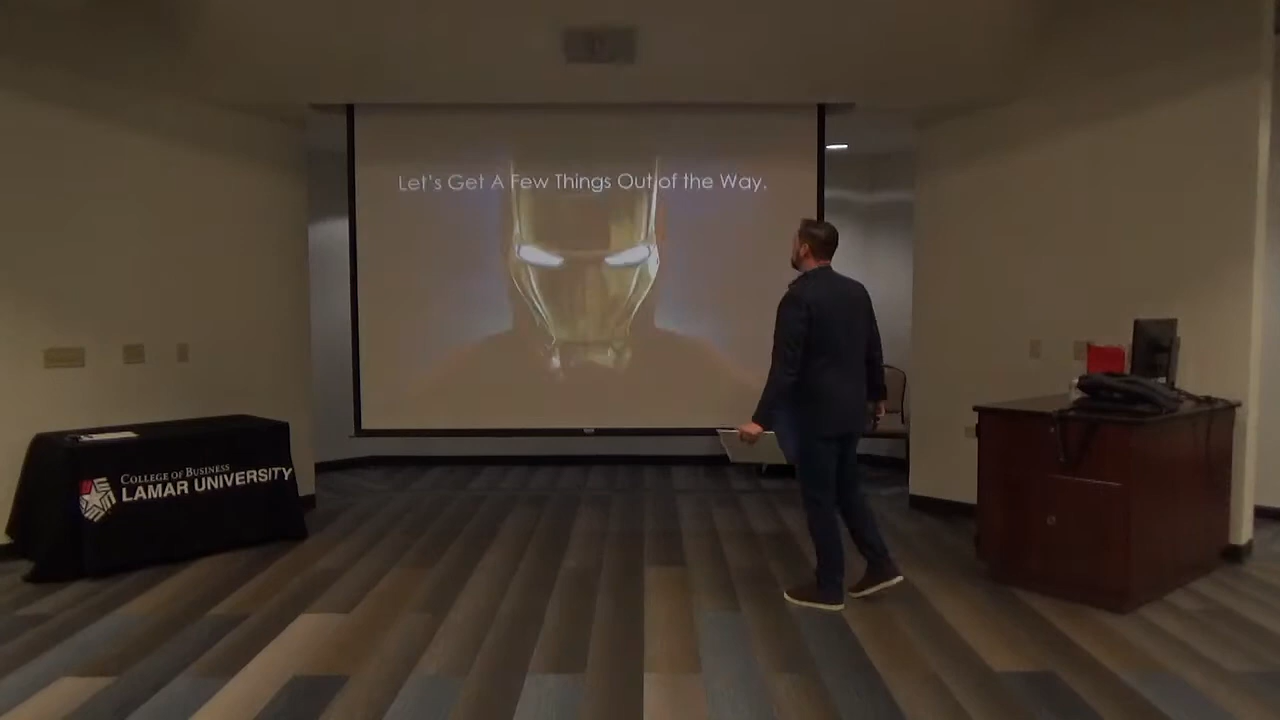 Let's Get A Few Things Out of the Way.
College of Business
LAMAR UNIVERSITY